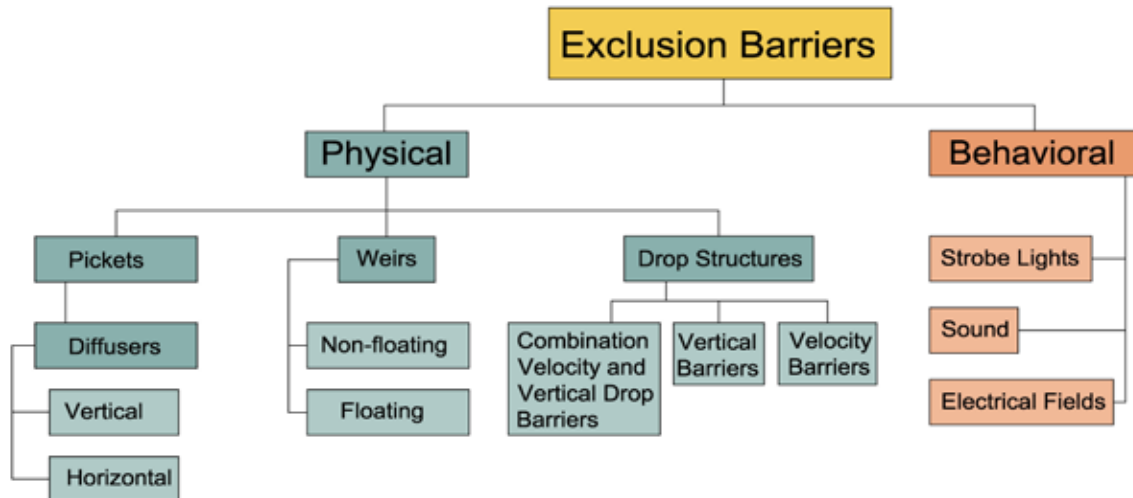 Exclusion Barriers
Physical
Behavioral
Pickets
Weirs
Drop Structures
Strobe Lights
Diffusers
Non-floating
Combination
Velocity and
Vertical Drop
Barriers
Vertical
Barriers
Velocity
Barriers
Sound
Vertical
Floating
Electrical Fields
Horizontal